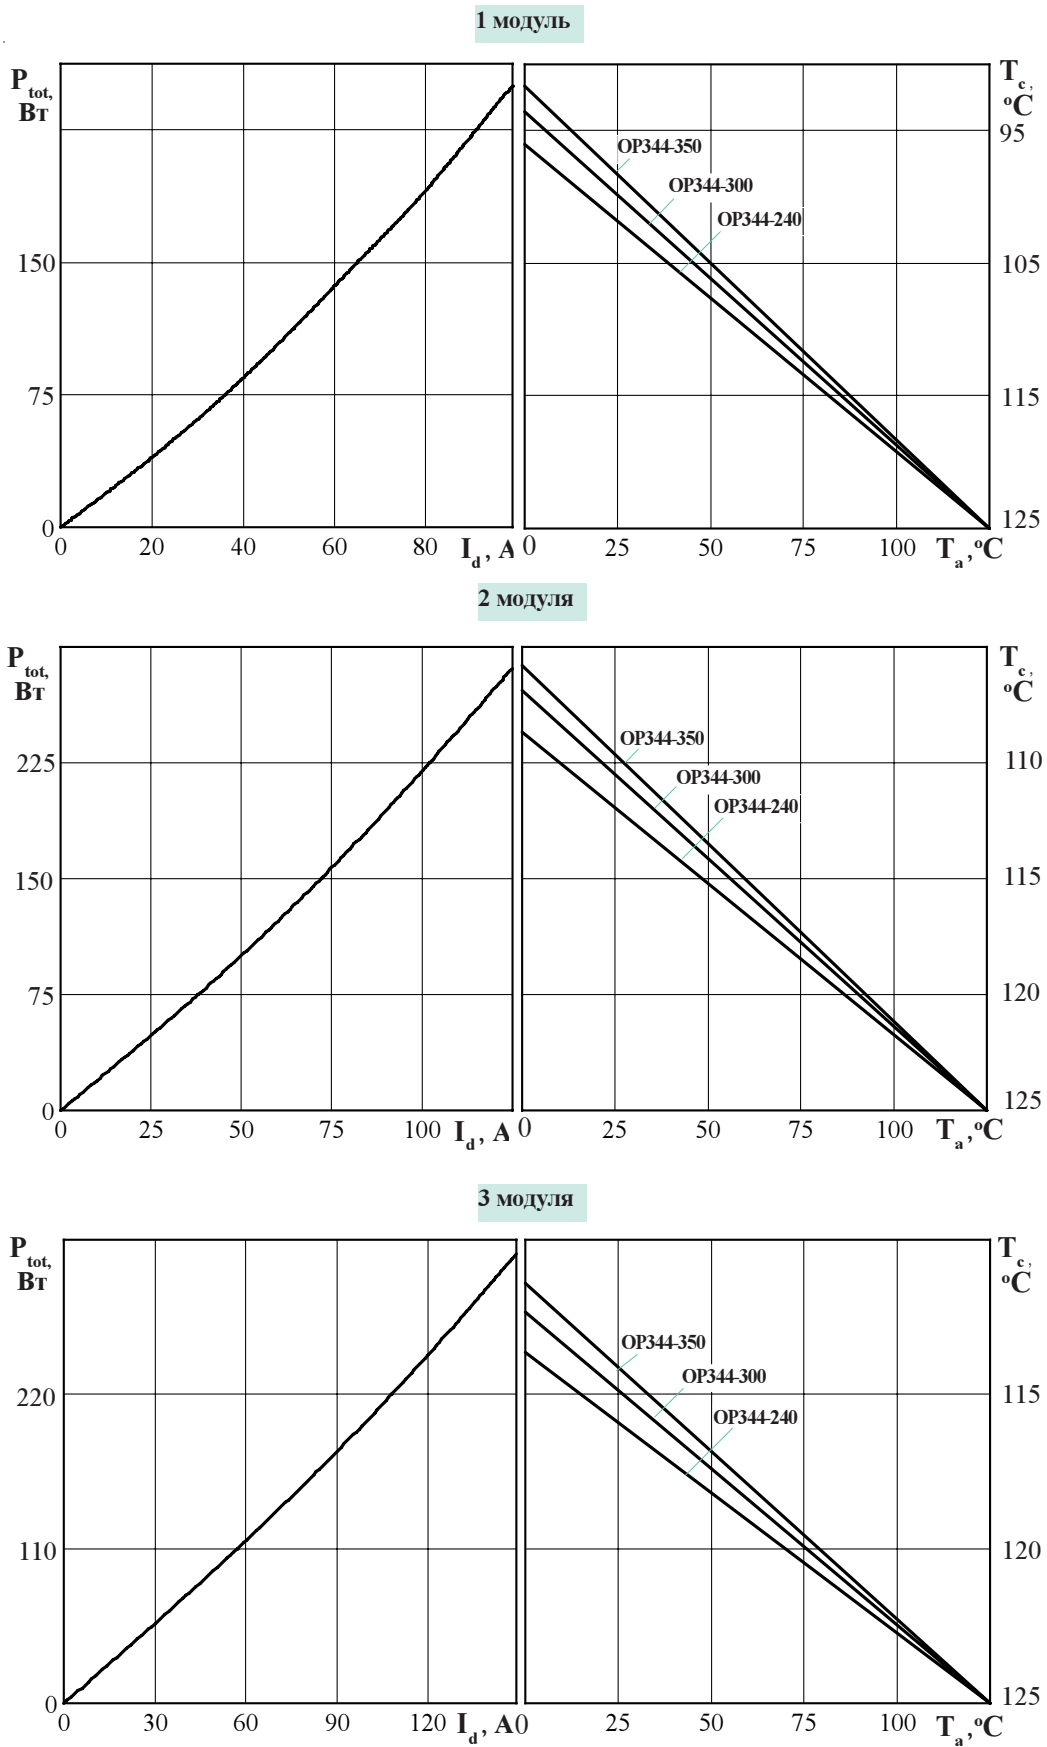 1 модуль
P tot, Вт
T c, °C
95
OP344-350
OP344-300
OP344-240
150
105
75
115
0
125
0 20 40 60 80 I d, A 0 25 50 75 100 T a, °C
2 модуля
P tot, Вт
T c, °C
OP344-350
225
110
OP344-300
OP344-240
150
115
75
120
0
125
0 25 50 75 100 I d, A 0 25 50 75 100 T a, °C
3 модуля
P tot, Вт
T c, °C
OP344-350
OP344-300
220
115
OP344-240
110
120
0
125
0 30 60 90 120 I d, A 0 25 50 75 100 T a, °C